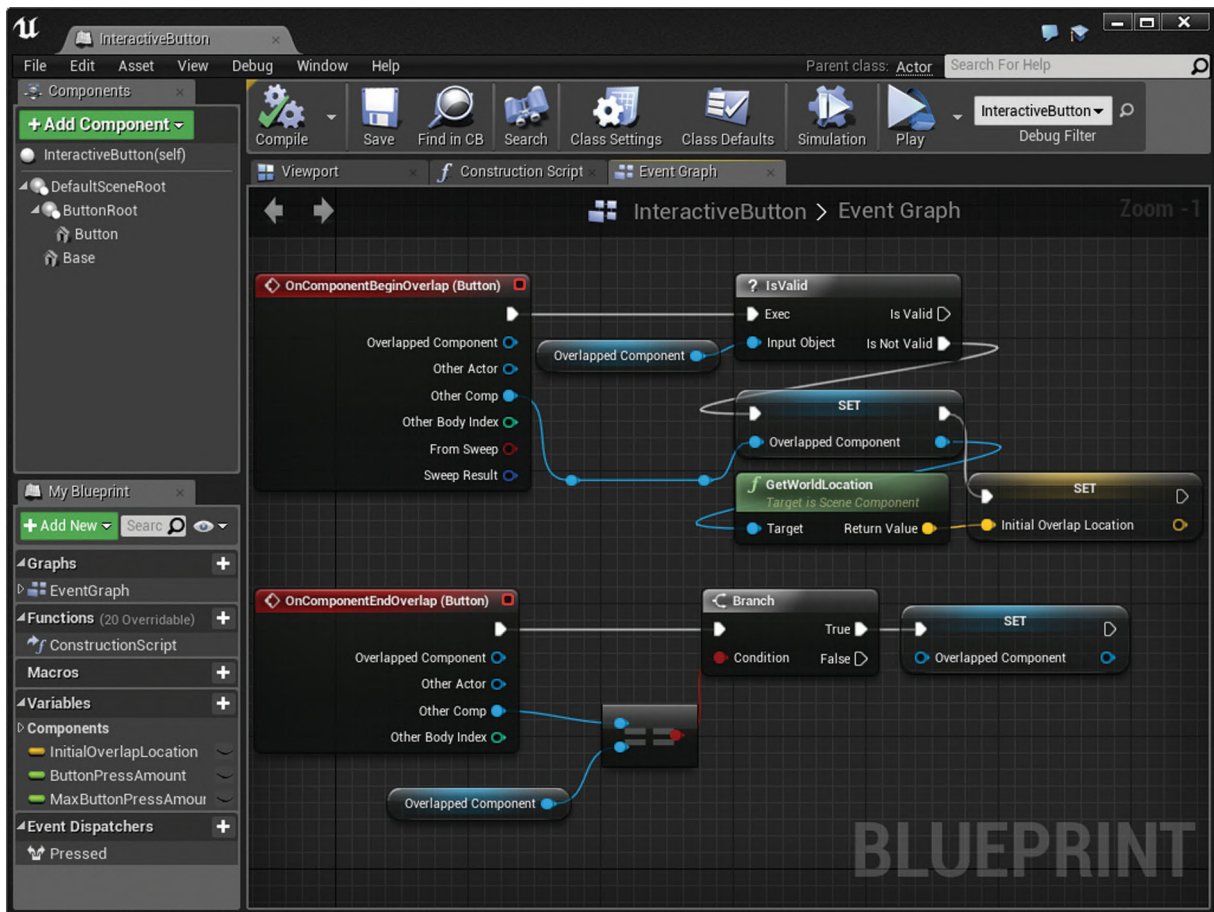 InteractiveButton
File Edit Asset View Debug Window Help
Parent class: Actor
Search For Help
Components
+Add Component
InteractiveButton(self)
DefaultSceneRoot
ButtonRoot
Button
Base
Compile
Save
Find in CB
Search
Class Settings
Class Defaults
Simulation
Play
InteractiveButton
Debug Filter
Viewport
f Construction Script
Event Graph
InteractiveButton > Event Graph
Zoom -1
OnComponentBeginOverlap (Button)
Overlapped Component
Other Actor
Other Comp
Other Body Index
From Sweep
Sweep Result
Overlapped Component
? IsValid
Exec
Is Valid
Input Object
Is Not Valid
SET
Overlapped Component
f GetWorldLocation
Target is Scene Component
Target
Return Value
SET
Initial Overlap Location
My Blueprint
+Add New
Searc
Graphs
EventGraph
Functions (20 Overridable)
f ConstructionScript
Macros
Variables
Components
InitialOverlapLocation
ButtonPressAmount
MaxButtonPressAmour
Event Dispatchers
Pressed
OnComponentEndOverlap (Button)
Overlapped Component
Other Actor
Other Comp
Other Body Index
Overlapped Component
==
Branch
True
Condition
False
SET
Overlapped Component
BLUEPRINT